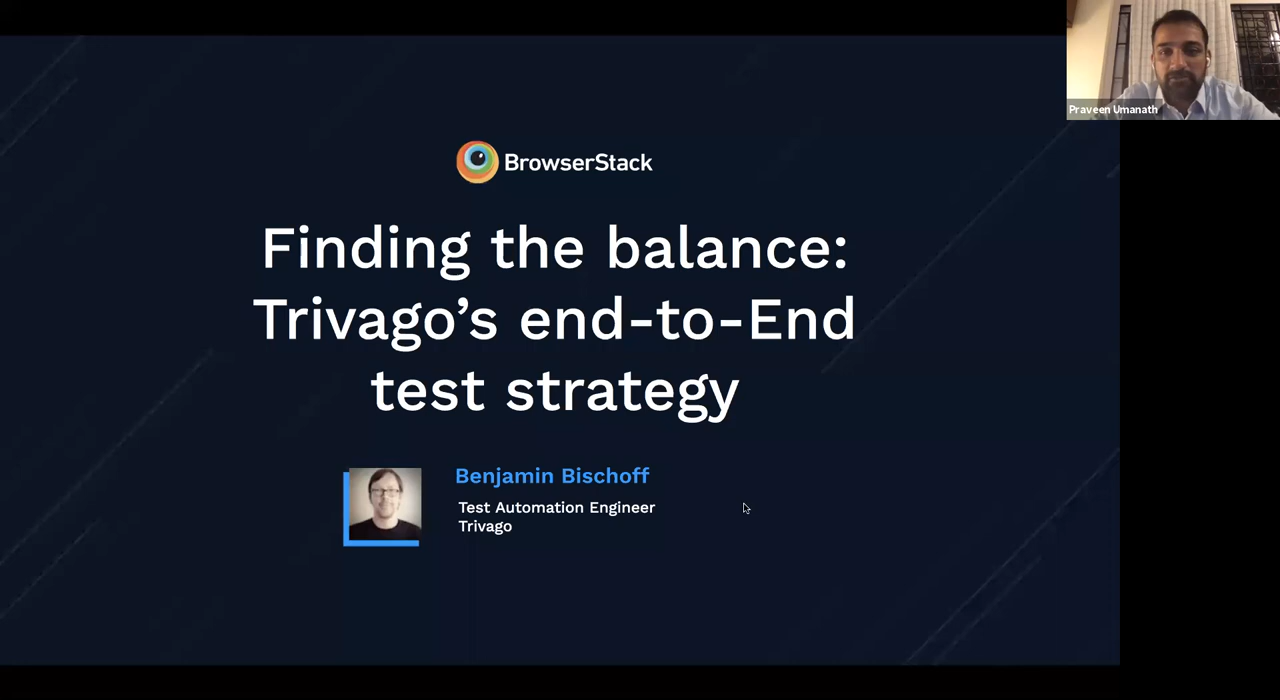 Praveen Umanath
BrowserStack
Finding the balance:
Trivago’s end-to-End
test strategy
Benjamin Bischoff
Test Automation Engineer
Trivago